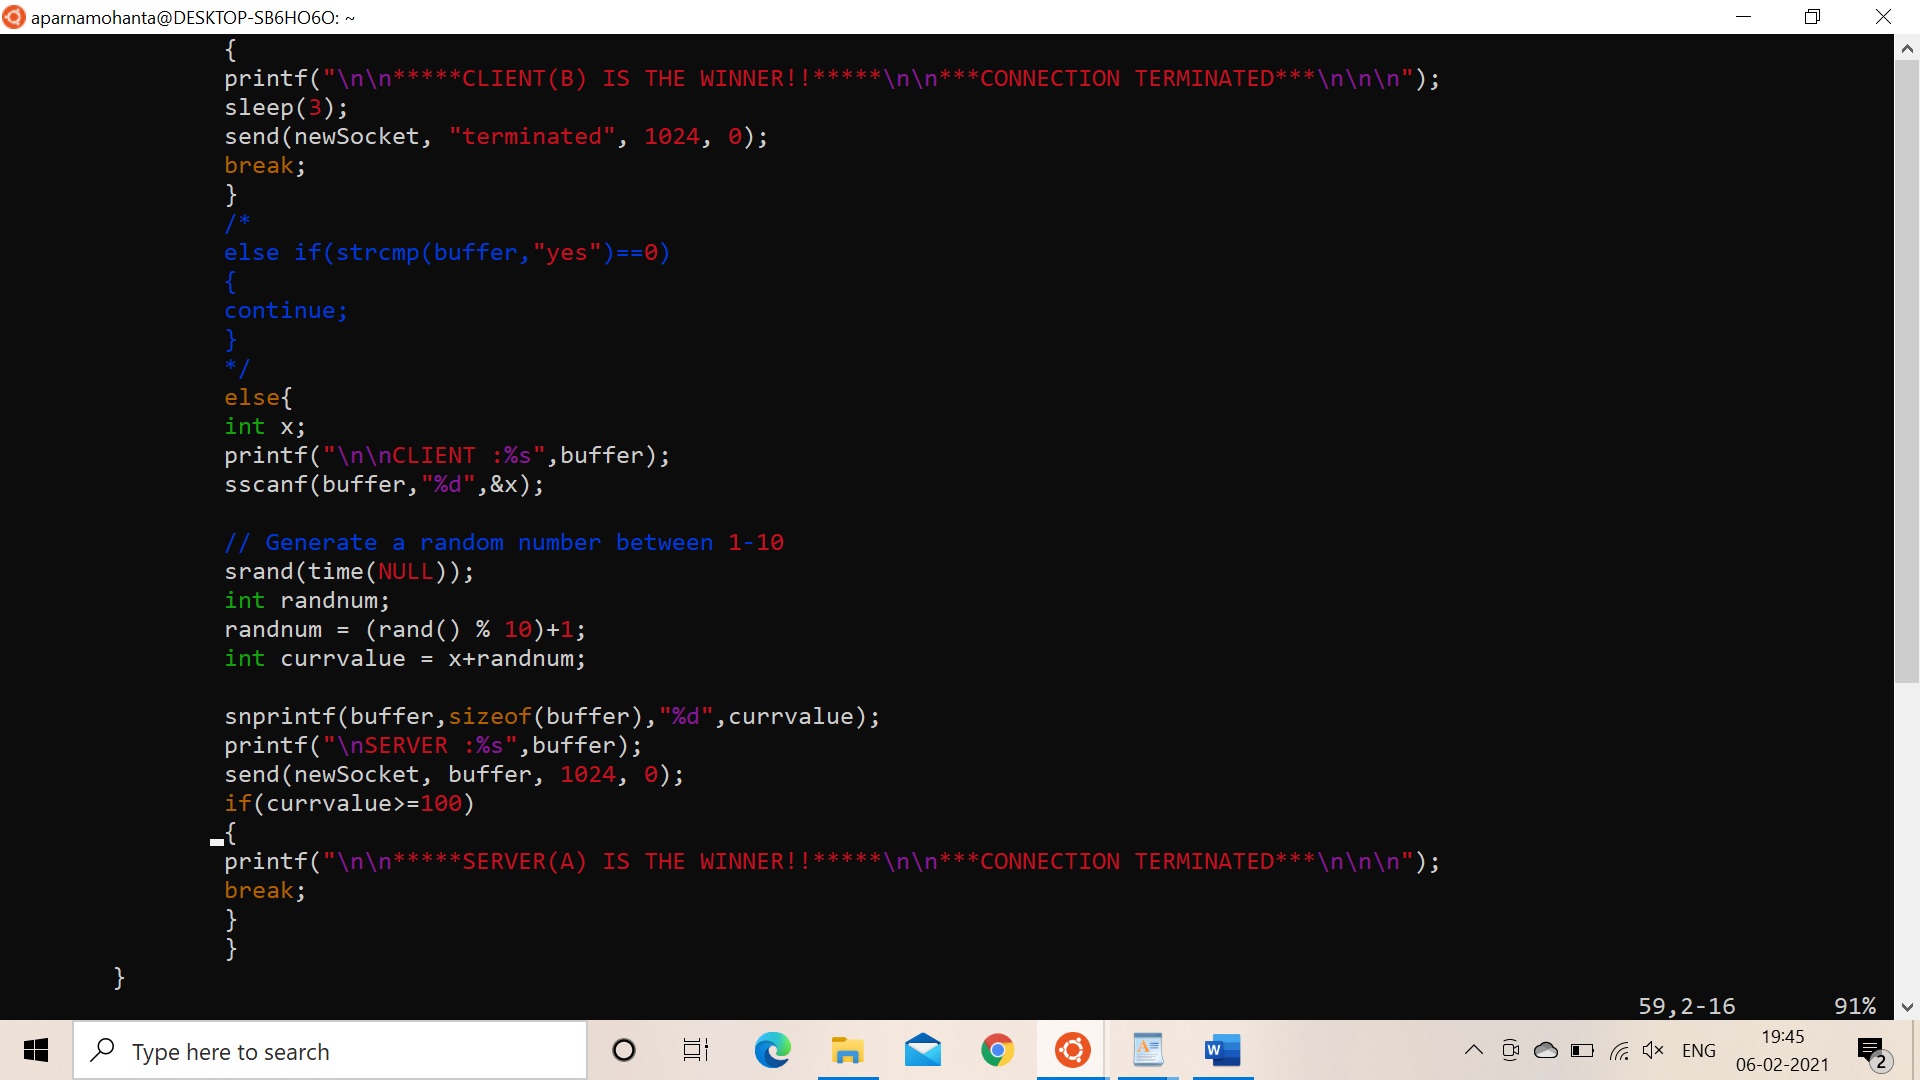 aparnamohanta@DESKTOP-SB6HO6O: ~
{
printf("\n\n*****CLIENT(B) IS THE WINNER!!*****\n\n***CONNECTION TERMINATED***\n\n\n");
sleep(3);
send(newSocket, "terminated", 1024, 0);
break;
}
/*
else if(strcmp(buffer,"yes")==0)
{
continue;
}
*/
else{
int x;
printf("\n\nCLIENT :%s",buffer);
sscanf(buffer,"%d",&x);
// Generate a random number between 1-10
srand(time(NULL));
int randnum;
randnum = (rand() % 10)+1;
int currvalue = x+randnum;
snprintf(buffer,sizeof(buffer),"%d",currvalue);
printf("\nSERVER :%s",buffer);
send(newSocket, buffer, 1024, 0);
if(currvalue>=100)
{
printf("\n\n*****SERVER(A) IS THE WINNER!!*****\n\n***CONNECTION TERMINATED***\n\n\n");
break;
}
}
}
59,2-16 91%
Type here to search
W
ENG
19:45
06-02-2021
2